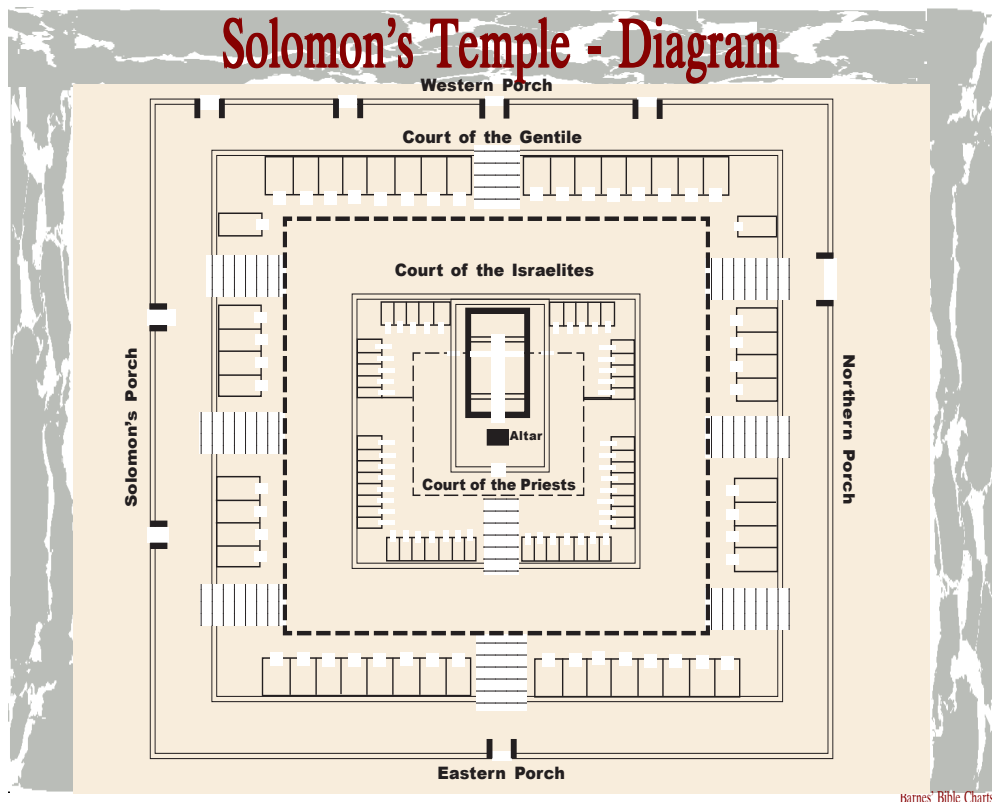 Solomon's Temple - Diagram
Western Porch
Court of the Gentile
Court of the Israelites
Solomon's Porch
Northern Porch
Altar
Court of the Priests
Eastern Porch
Barnes' Bible Charts